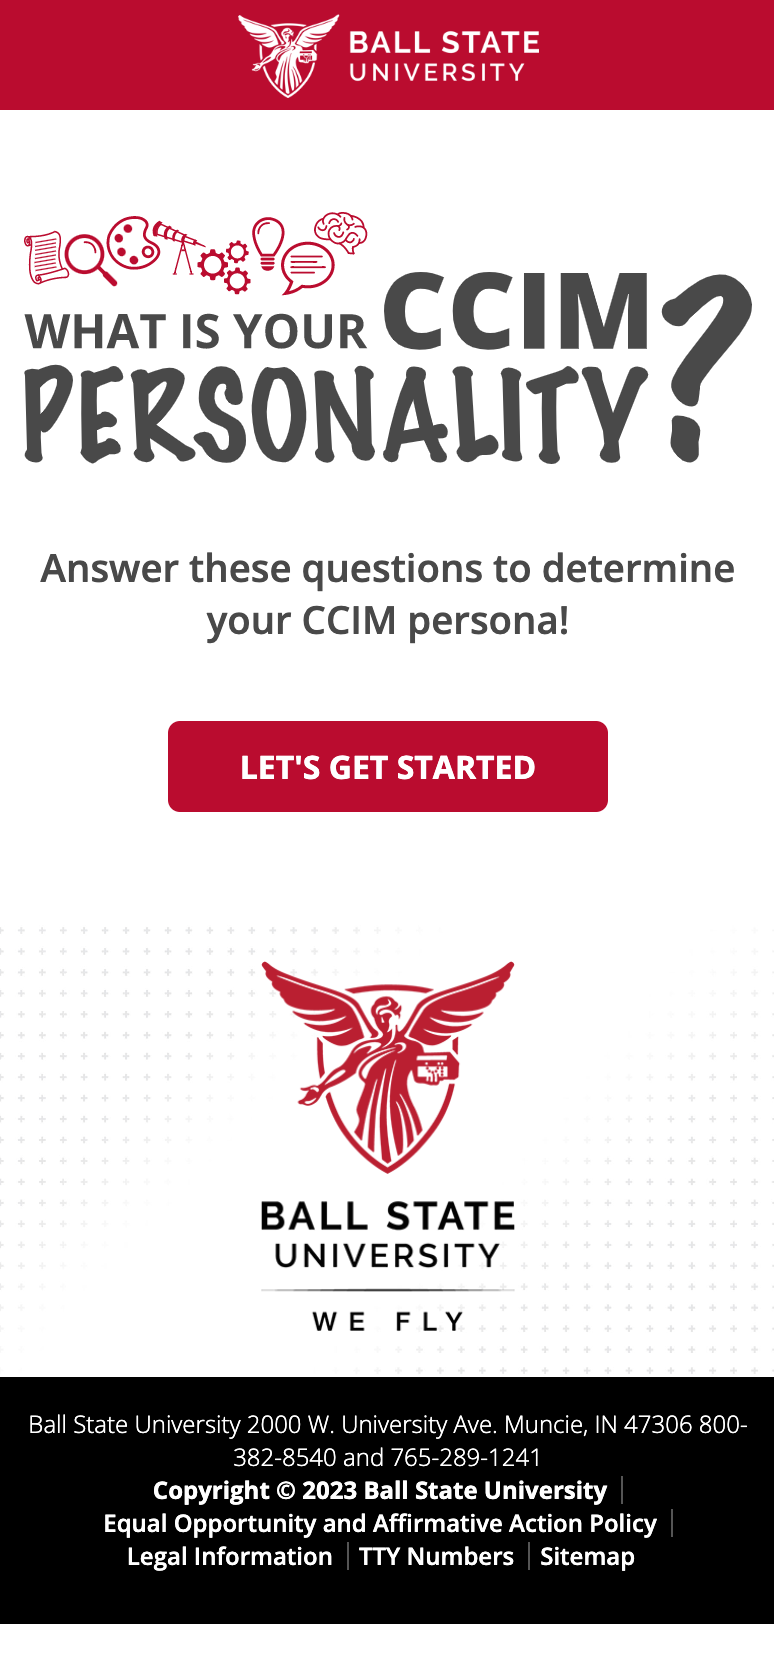 BALL STATE
UNIVERSITY
WHAT IS YOUR CCIM
PERSONALITY?
Answer these questions to determine
your CCIM persona!
LET'S GET STARTED
BALL STATE
UNIVERSITY
WE FLY
Ball State University 2000 W. University Ave. Muncie, IN 47306 800-
382-8540 and 765-289-1241
Copyright © 2023 Ball State University
Equal Opportunity and Affirmative Action Policy
Legal Information | TTY Numbers | Sitemap